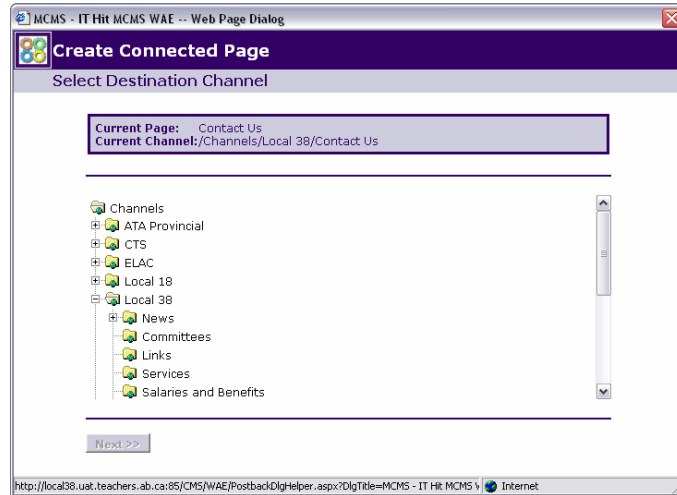 MCMS - IT Hit MCMS WAE -- Web Page Dialog
Create Connected Page
Select Destination Channel
Current Page: Contact Us
Current Channel:/Channels/Local 38/Contact Us
Channels
ATA Provincial
CTS
ELAC
Local 18
Local 38
News
Committees
Links
Services
Salaries and Benefits
Next >>
http://local38.uat.teachers.ab.ca:85/CMS/WAE/PostbackDlgHelper.aspx?DlgTitle=MCMS - IT Hit MCMS W Internet